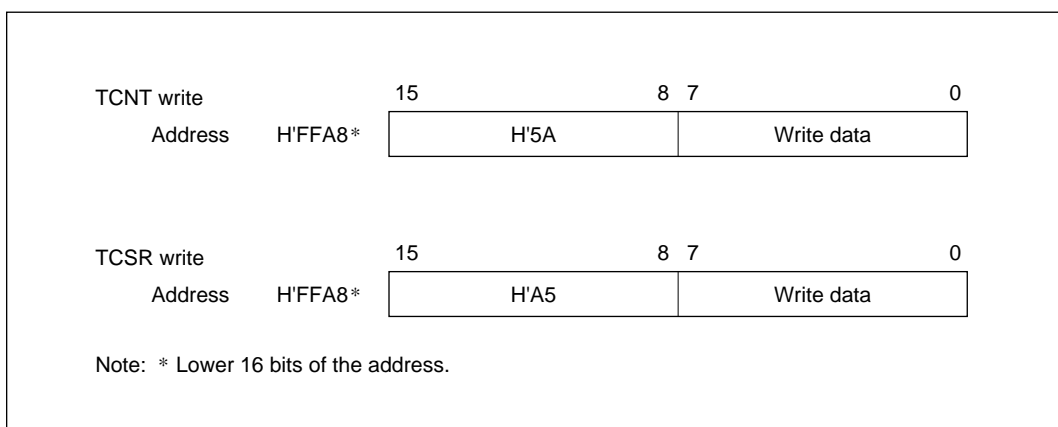 TCNT write 15 8 7 0
Address H'FFA8* H'5A Write data
TCSR write 15 8 7 0
Address H'FFA8* H'A5 Write data
Note: * Lower 16 bits of the address.